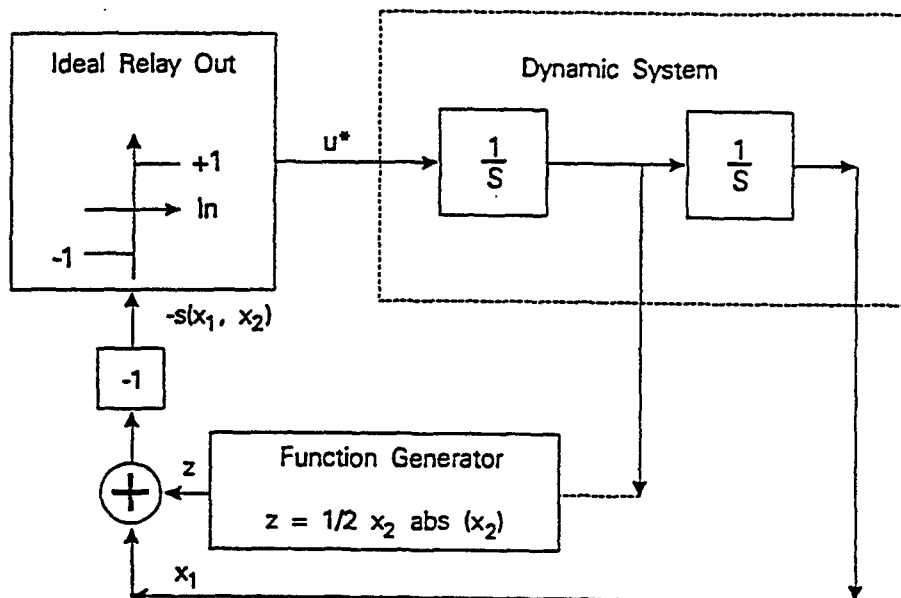 Ideal Relay Out
+1
In
-1
u*
Dynamic System
1
S
1
S
-s(x₁, x₂)
-1
z
Function Generator
z = 1/2 x₂ abs (x₂)
x₁